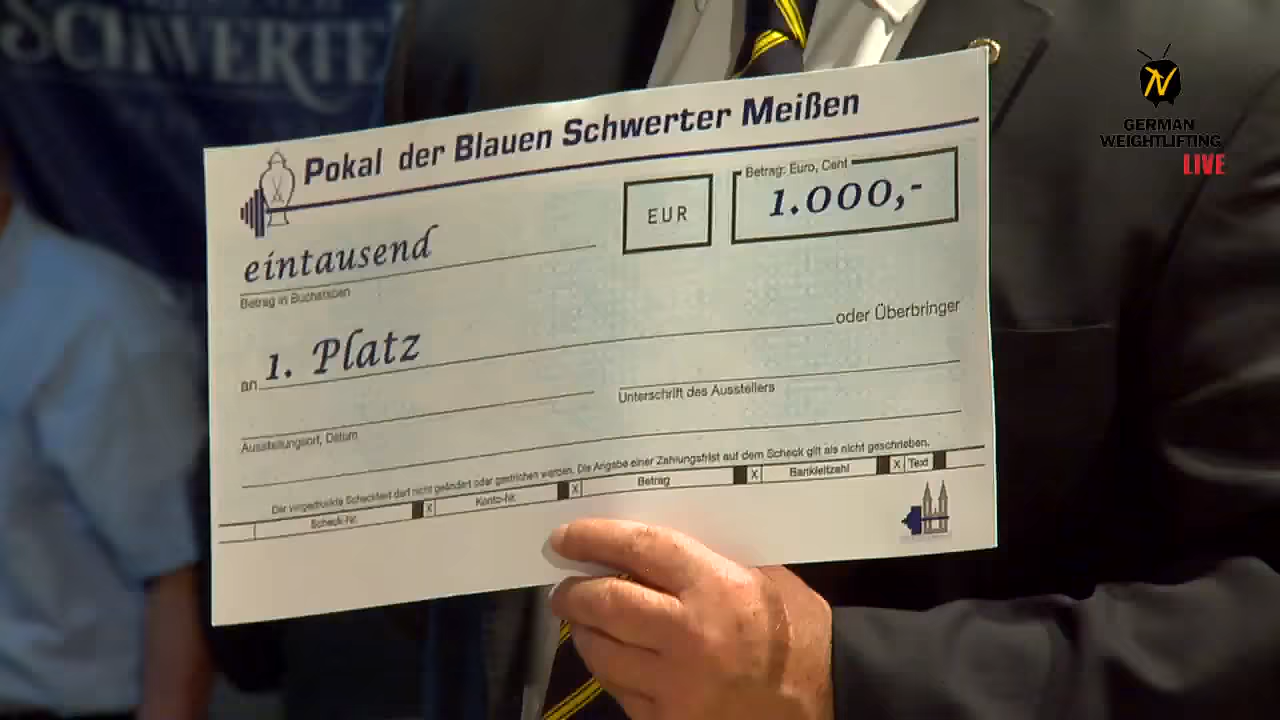 SCHWERTE
GERMAN
WEIGHTLIFTING
LIVE
Pokal der Blauen Schwerter Meißen
Betrag: Euro, Cent
EUR
1.000,-
eintausend
Betrag in Buchstaben
oder Überbringer
an 1. Platz
Unterschrift des Ausstellers
Ausstellungsort, Datum
Der vorgedruckte Schecktext darf nicht geändert oder gestrichen werden. Die Angabe einer Zahlungsfrist auf dem Scheck gilt als nicht geschrieben.
Scheck-Nr. X Konto-Nr. X Betrag X Bankleitzahl X Text